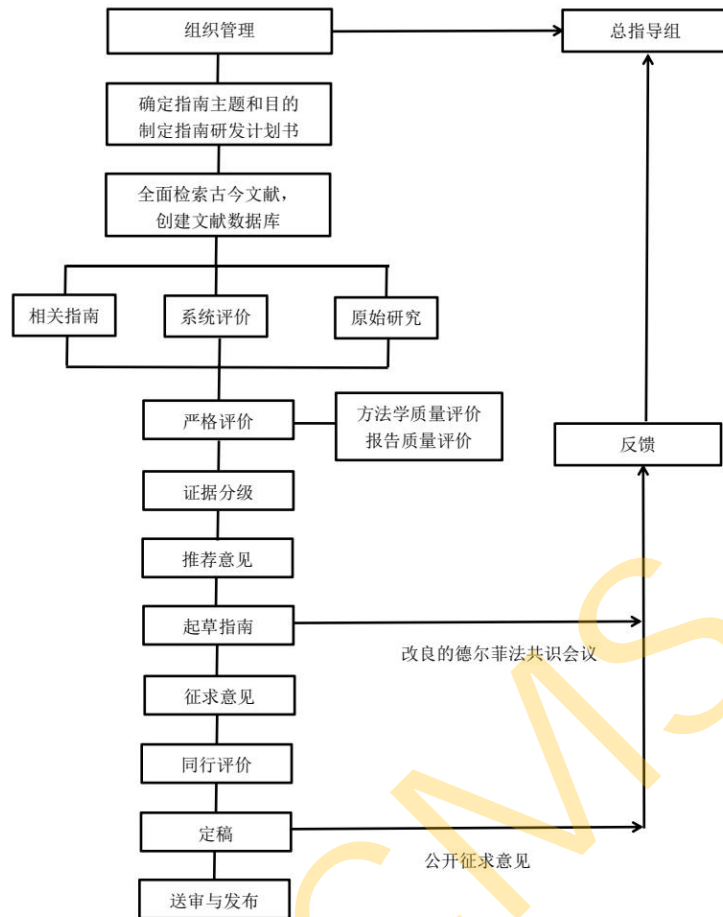 组织管理
总指导组
确定指南主题和目的
制定指南研发计划书
全面检索古今文献，
创建文献数据库
相关指南
系统评价
原始研究
严格评价
方法学质量评价
报告质量评价
反馈
证据分级
推荐意见
起草指南
改良的德尔菲法共识会议
征求意见
同行评价
定稿
公开征求意见
送审与发布
CMS